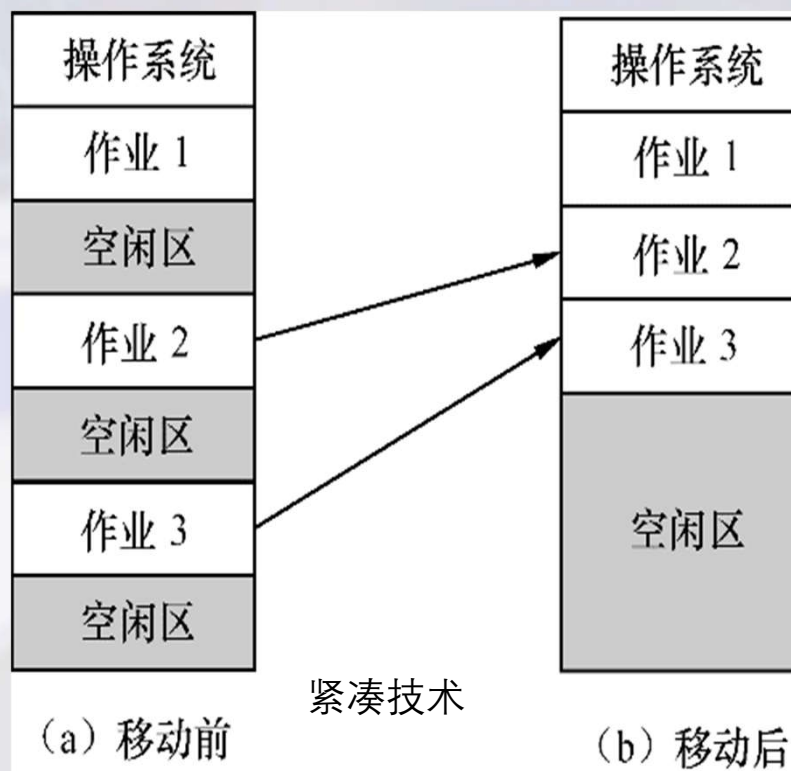 操作系统
作业 1
空闲区
作业 2
空闲区
作业 3
空闲区
(a) 移动前
紧凑技术
操作系统
作业 1
作业 2
作业 3
空闲区
(b) 移动后